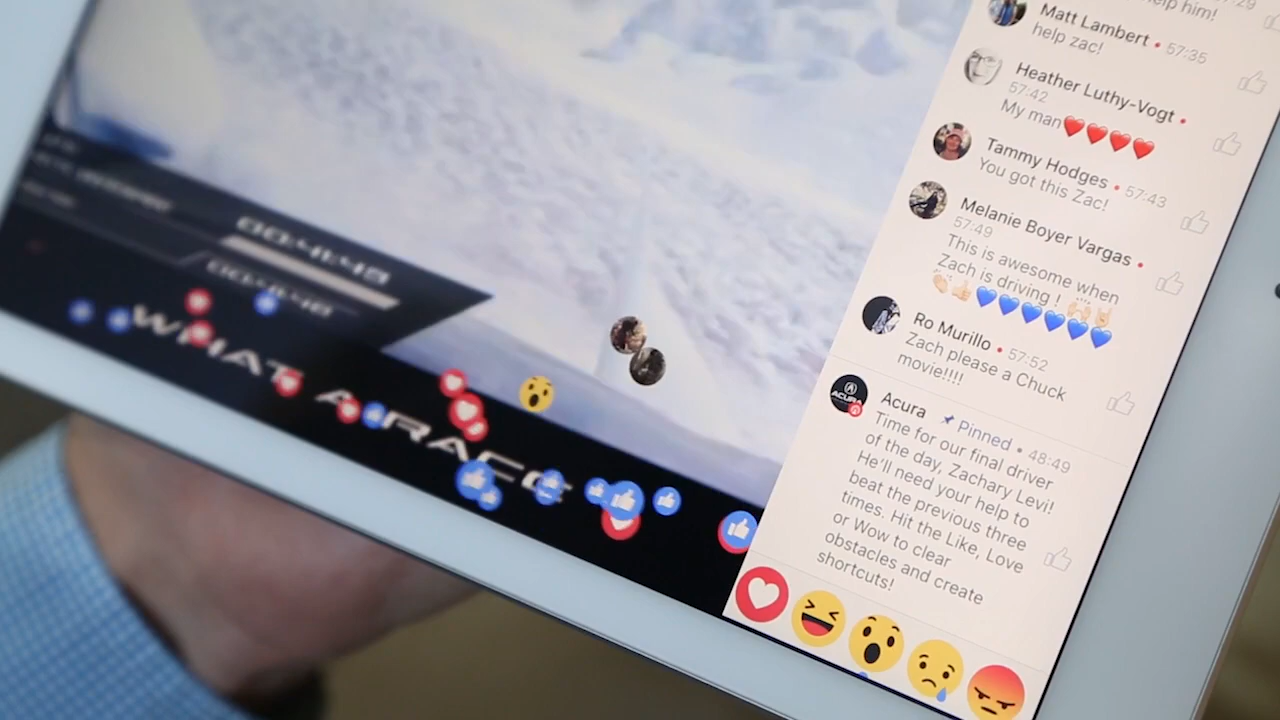 help him!
57:29
Matt Lambert • 57:35
help zac!
Heather Luthy-Vogt •
57:42
My man❤️❤️❤️❤️
Tammy Hodges • 57:43
You got this Zac!
Melanie Boyer Vargas •
57:49
This is awesome when
Zach is driving ! 🙌🏻🤘🏻
👏🏻👍🏻💙💙💙💙💙💙
Ro Murillo • 57:52
Zach please a Chuck
movie!!!!
ACURA
Acura 📌 Pinned • 48:49
Time for our final driver
of the day, Zachary Levi!
He'll need your help to
beat the previous three
times. Hit the Like, Love
or Wow to clear
obstacles and create
shortcuts!
WHAT A RACE